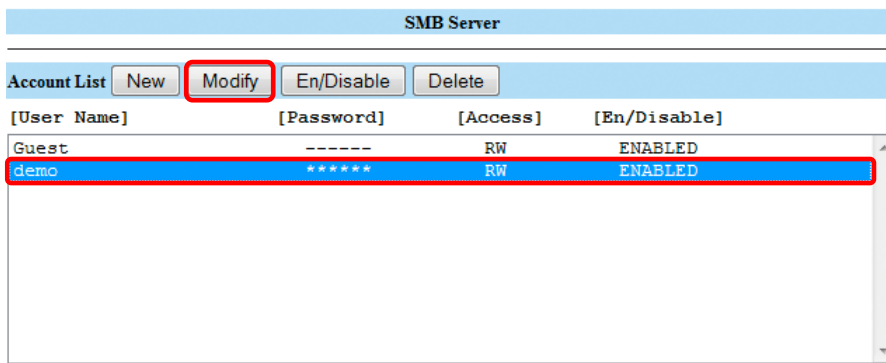 SMB Server
Account List New Modify En/Disable Delete
[User Name] [Password] [Access] [En/Disable]
Guest ------ RW ENABLED
demo ****** RW ENABLED